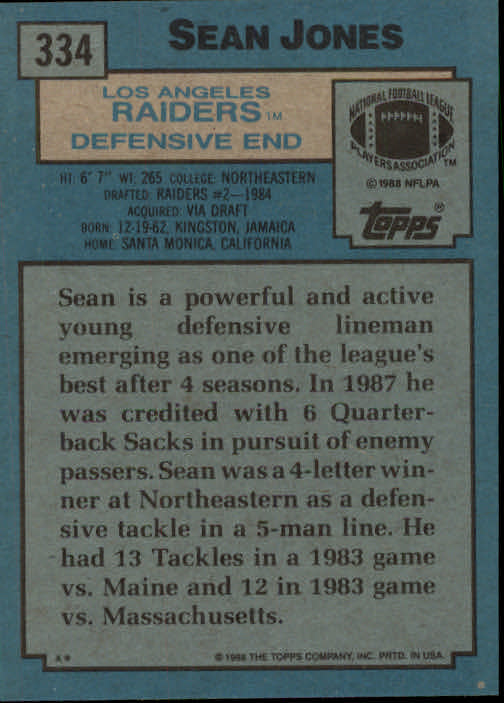 334
SEAN JONES
LOS ANGELES
RAIDERS TM
DEFENSIVE END
NATIONAL FOOTBALL LEAGUE
PLAYERS ASSOCIATION TM
© 1988 NFLPA
topps®
HT: 6' 7" WT: 265 COLLEGE: NORTHEASTERN
DRAFTED: RAIDERS #2—1984
ACQUIRED: VIA DRAFT
BORN: 12-19-62, KINGSTON, JAMAICA
HOME: SANTA MONICA, CALIFORNIA
Sean is a powerful and active
young defensive lineman
emerging as one of the league's
best after 4 seasons. In 1987 he
was credited with 6 Quarter-
back Sacks in pursuit of enemy
passers. Sean was a 4-letter win-
ner at Northeastern as a defen-
sive tackle in a 5-man line. He
had 13 Tackles in a 1983 game
vs. Maine and 12 in 1983 game
vs. Massachusetts.
A*
© 1988 THE TOPPS COMPANY, INC. PRTD. IN USA.